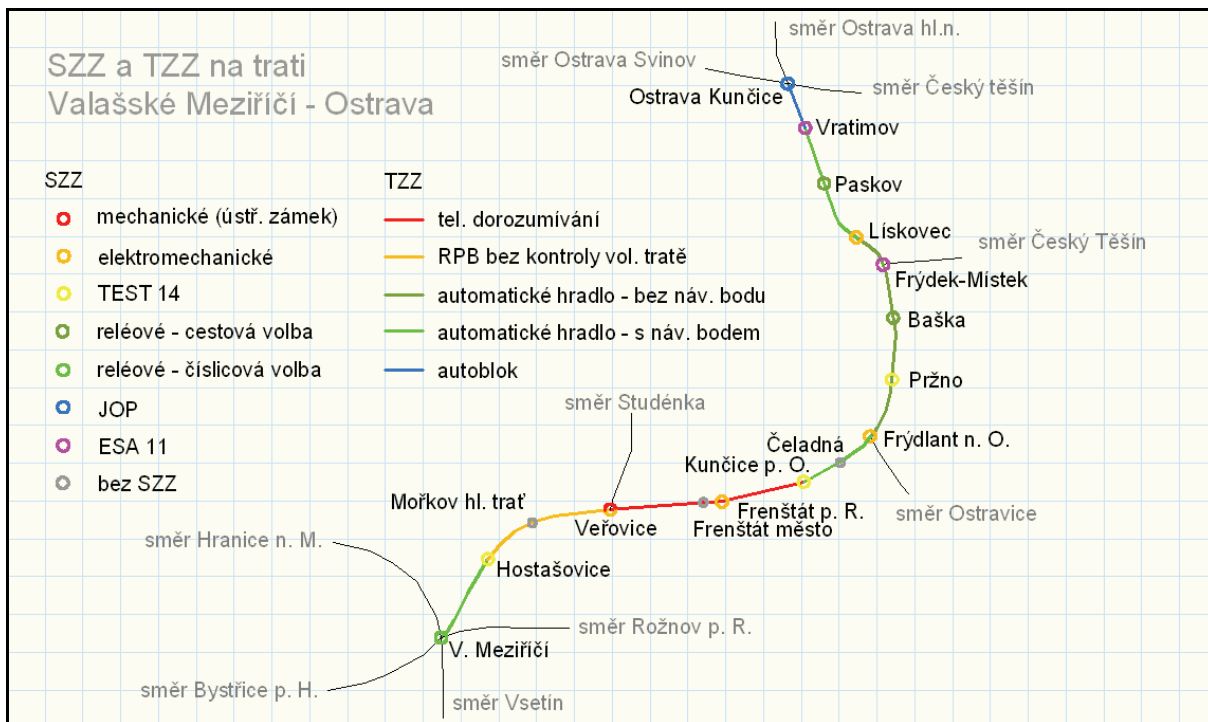 SZZ a TZZ na trati
Valašské Meziříčí - Ostrava
SZZ
mechanické (ústř. zámek)
elektromechanické
TEST 14
reléové - cestová volba
reléové - číslicová volba
JOP
ESA 11
bez SZZ
TZZ
tel. dorozumívání
RPB bez kontroly vol. tratě
automatické hradlo - bez náv. bodu
automatické hradlo - s náv. bodem
autoblok
směr Ostrava hl.n.
směr Ostrava Svinov
směr Český těšín
Ostrava Kunčice
Vratimov
Paskov
Lískovec
směr Český Těšín
Frýdek-Místek
Baška
Pržno
Frýdlant n. O.
Čeladná
Kunčice p. O.
směr Ostravice
směr Studénka
Frenštát p. R.
Frenštát město
Veřovice
Mořkov hl. trať
Hostašovice
směr Hranice n. M.
směr Rožnov p. R.
V. Meziříčí
směr Bystřice p. H.
směr Vsetín